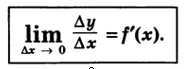 lim Δy/Δx = f'(x).
Δx → 0